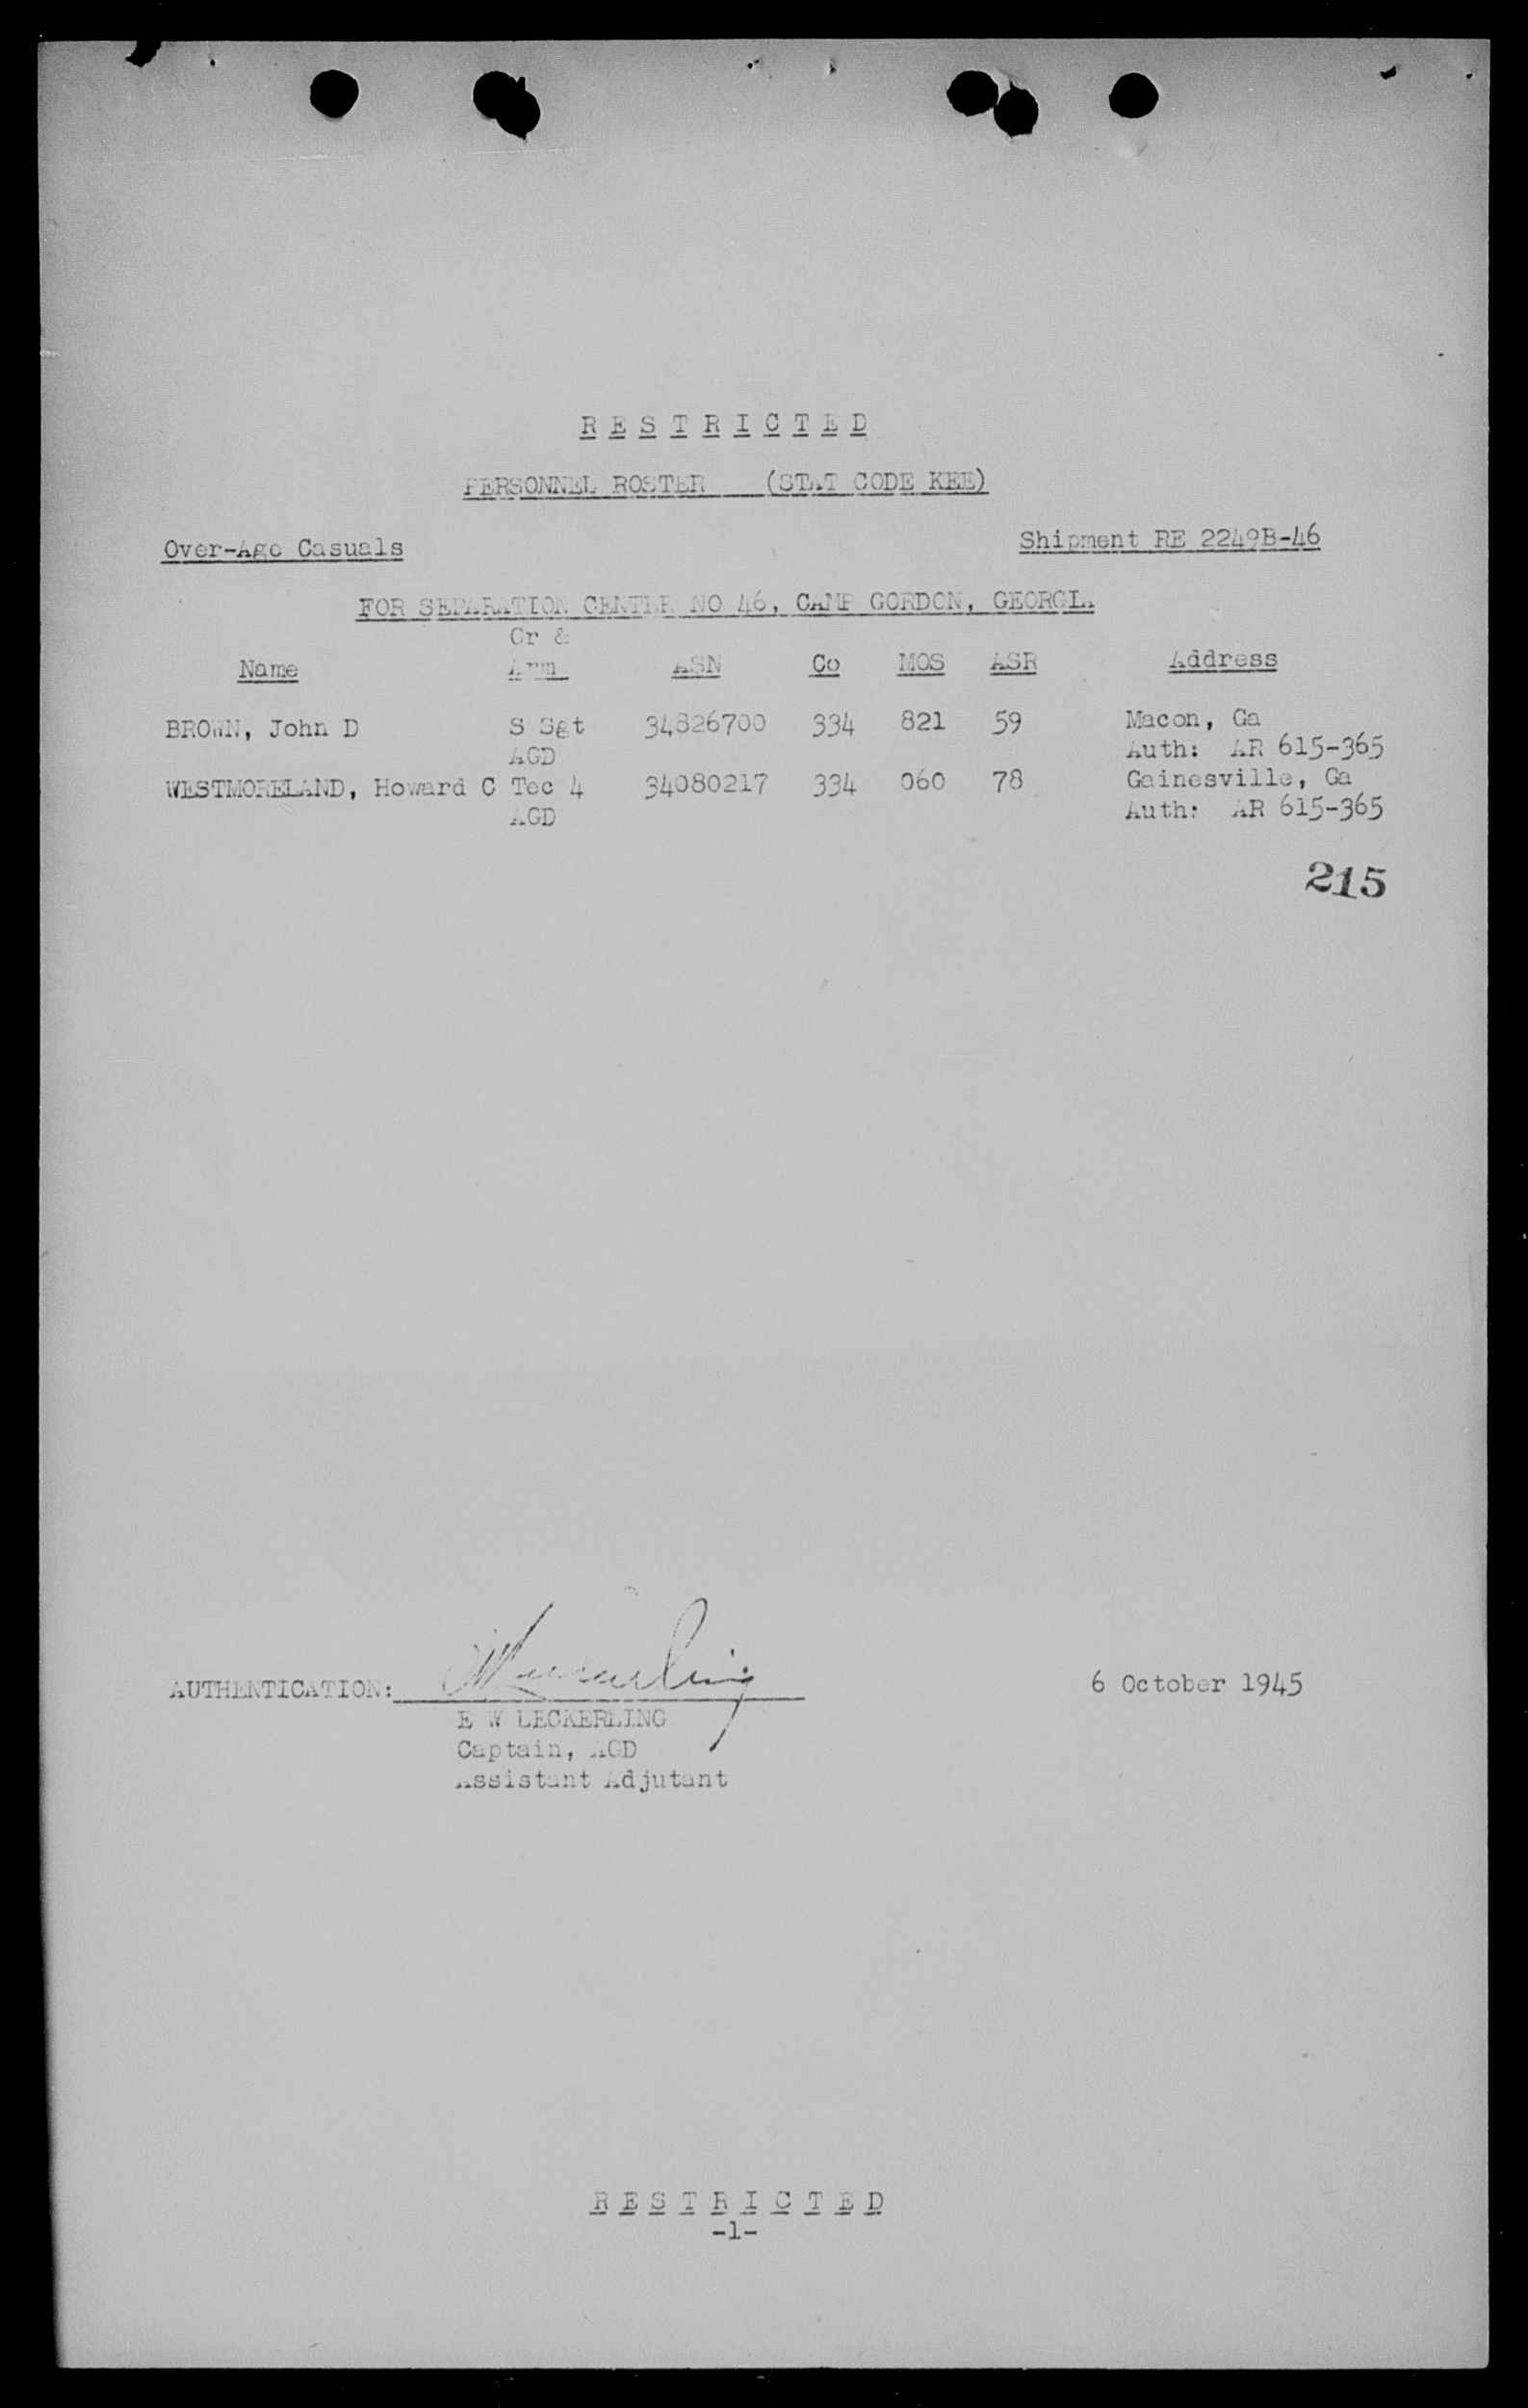 R E S T R I C T E D
PERSONNEL ROSTER (STAT CODE KEE)
Over-Age Casuals Shipment RE 2249B-46
FOR SEPARATION CENTER NO 46, CAMP GORDON, GEORGIA
Gr &
Name Arm ASN Co MOS ASR Address
BROWN, John D S Sgt 34826700 334 821 59 Macon, Ga
AGD Auth: AR 615-365
WESTMORELAND, Howard C Tec 4 34080217 334 060 78 Gainesville, Ga
AGD Auth: AR 615-365
215
AUTHENTICATION: 6 October 1945
E W LECKERLING
Captain, AGD
Assistant Adjutant
R E S T R I C T E D
-1-